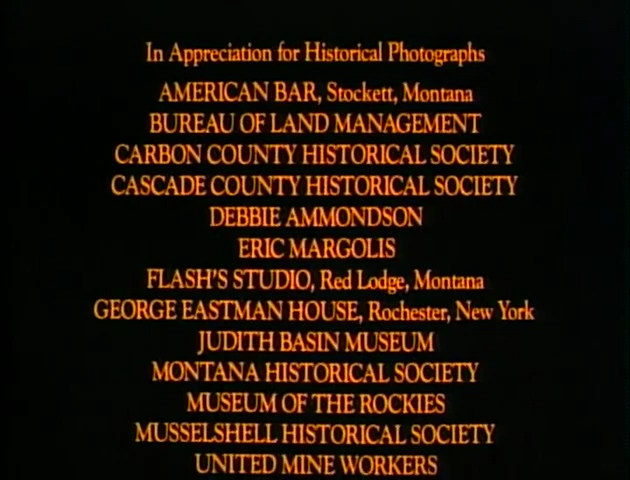 In Appreciation for Historical Photographs
AMERICAN BAR, Stockett, Montana
BUREAU OF LAND MANAGEMENT
CARBON COUNTY HISTORICAL SOCIETY
CASCADE COUNTY HISTORICAL SOCIETY
DEBBIE AMMONDSON
ERIC MARGOLIS
FLASH'S STUDIO, Red Lodge, Montana
GEORGE EASTMAN HOUSE, Rochester, New York
JUDITH BASIN MUSEUM
MONTANA HISTORICAL SOCIETY
MUSEUM OF THE ROCKIES
MUSSELSHELL HISTORICAL SOCIETY
UNITED MINE WORKERS